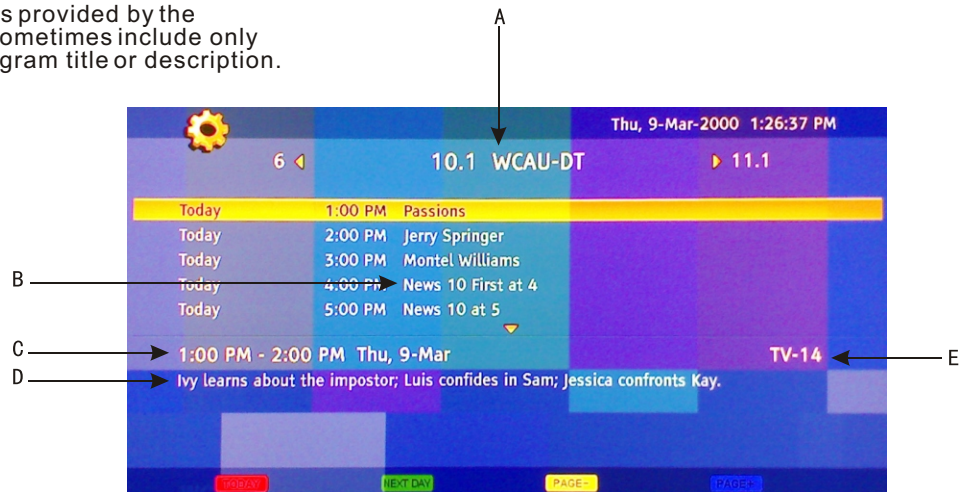 s provided by the
ometimes include only
gram title or description.
A
Thu, 9-Mar-2000 1:26:37 PM
6 10.1 WCAU-DT 11.1
Today 1:00 PM Passions
Today 2:00 PM Jerry Springer
Today 3:00 PM Montel Williams
B
Today 4:00 PM News 10 First at 4
Today 5:00 PM News 10 at 5
C
1:00 PM - 2:00 PM Thu, 9-Mar TV-14
E
D
Ivy learns about the impostor; Luis confides in Sam; Jessica confronts Kay.
TODAY NEXT DAY PAGE- PAGE+